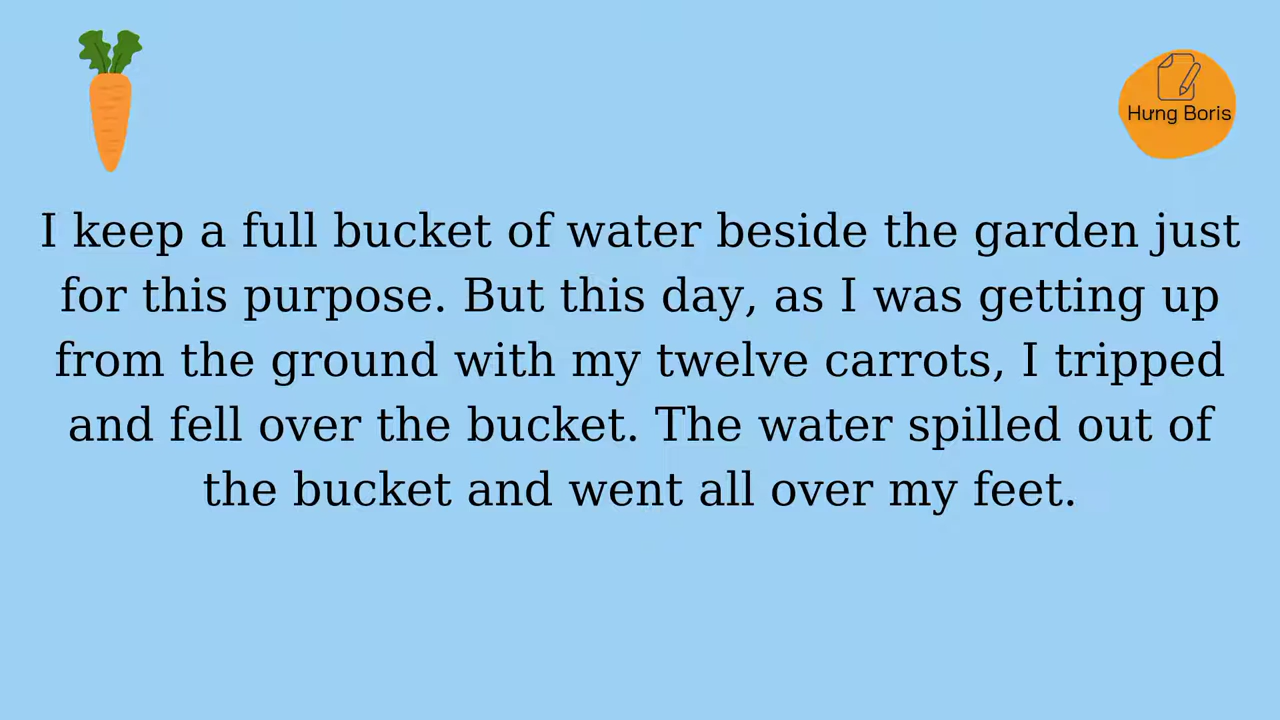 Hưng Boris
I keep a full bucket of water beside the garden just
for this purpose. But this day, as I was getting up
from the ground with my twelve carrots, I tripped
and fell over the bucket. The water spilled out of
the bucket and went all over my feet.